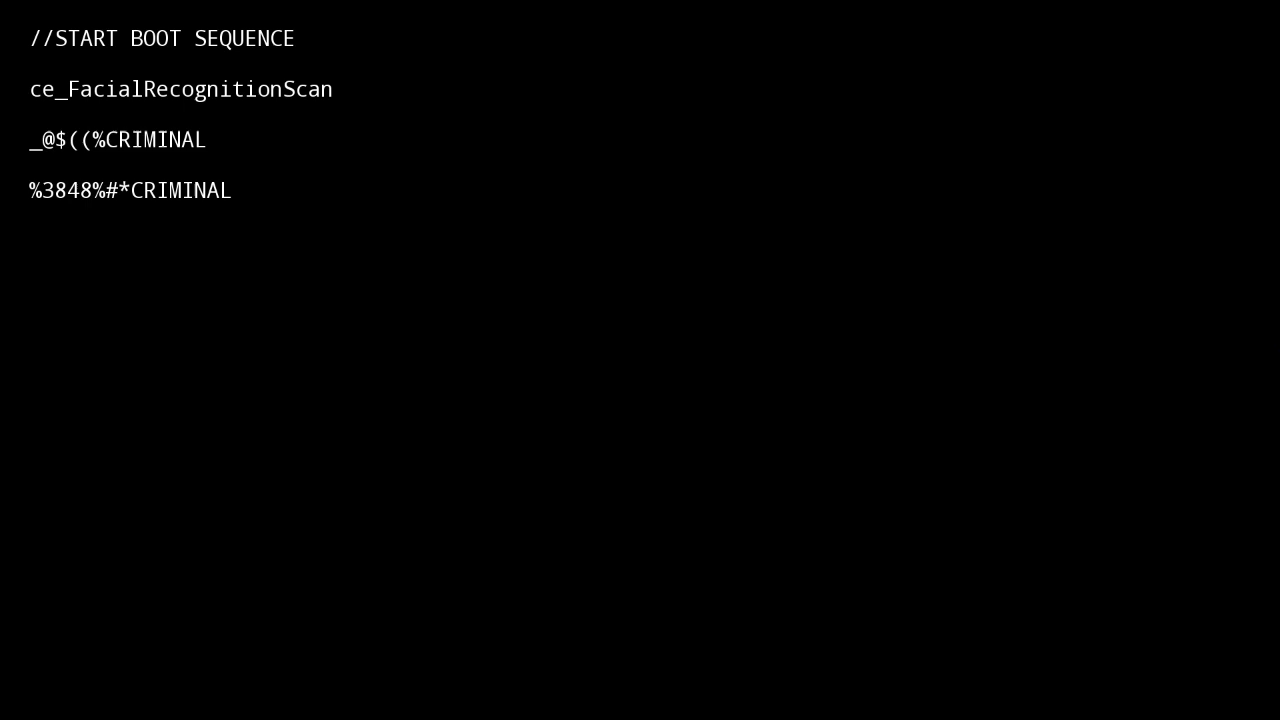 //START BOOT SEQUENCE
ce_FacialRecognitionScan
_@$((%CRIMINAL
%3848%#*CRIMINAL